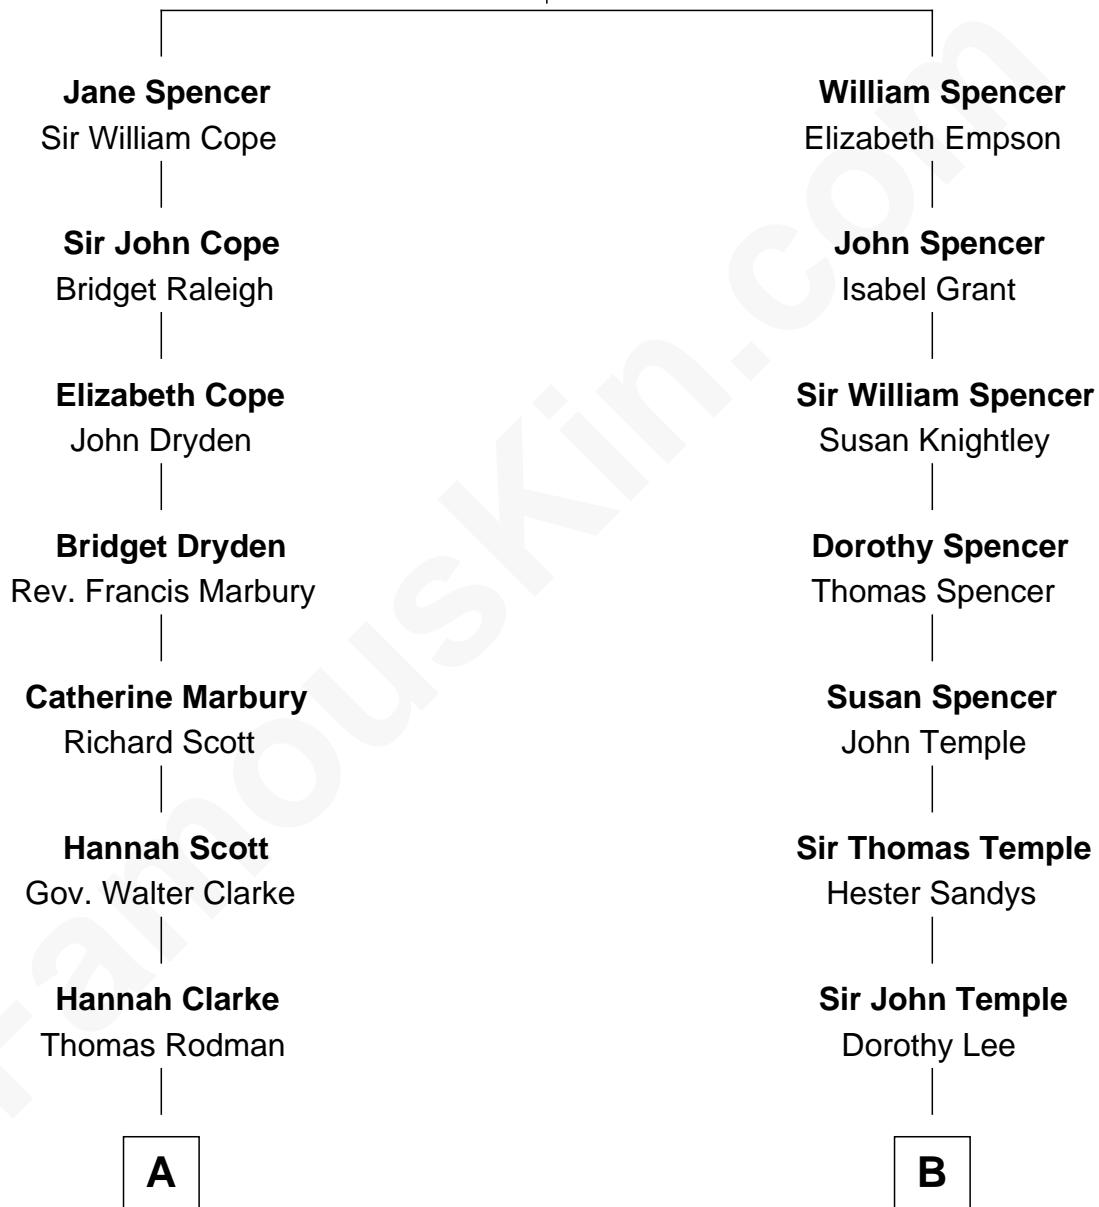 Jane Spencer
Sir William Cope
William Spencer
Elizabeth Empson
Sir John Cope
Bridget Raleigh
John Spencer
Isabel Grant
Elizabeth Cope
John Dryden
Sir William Spencer
Susan Knightley
Bridget Dryden
Rev. Francis Marbury
Dorothy Spencer
Thomas Spencer
Catherine Marbury
Richard Scott
Susan Spencer
John Temple
Hannah Scott
Gov. Walter Clarke
Sir Thomas Temple
Hester Sandys
Hannah Clarke
Thomas Rodman
Sir John Temple
Dorothy Lee
A
B
FamousKin.com